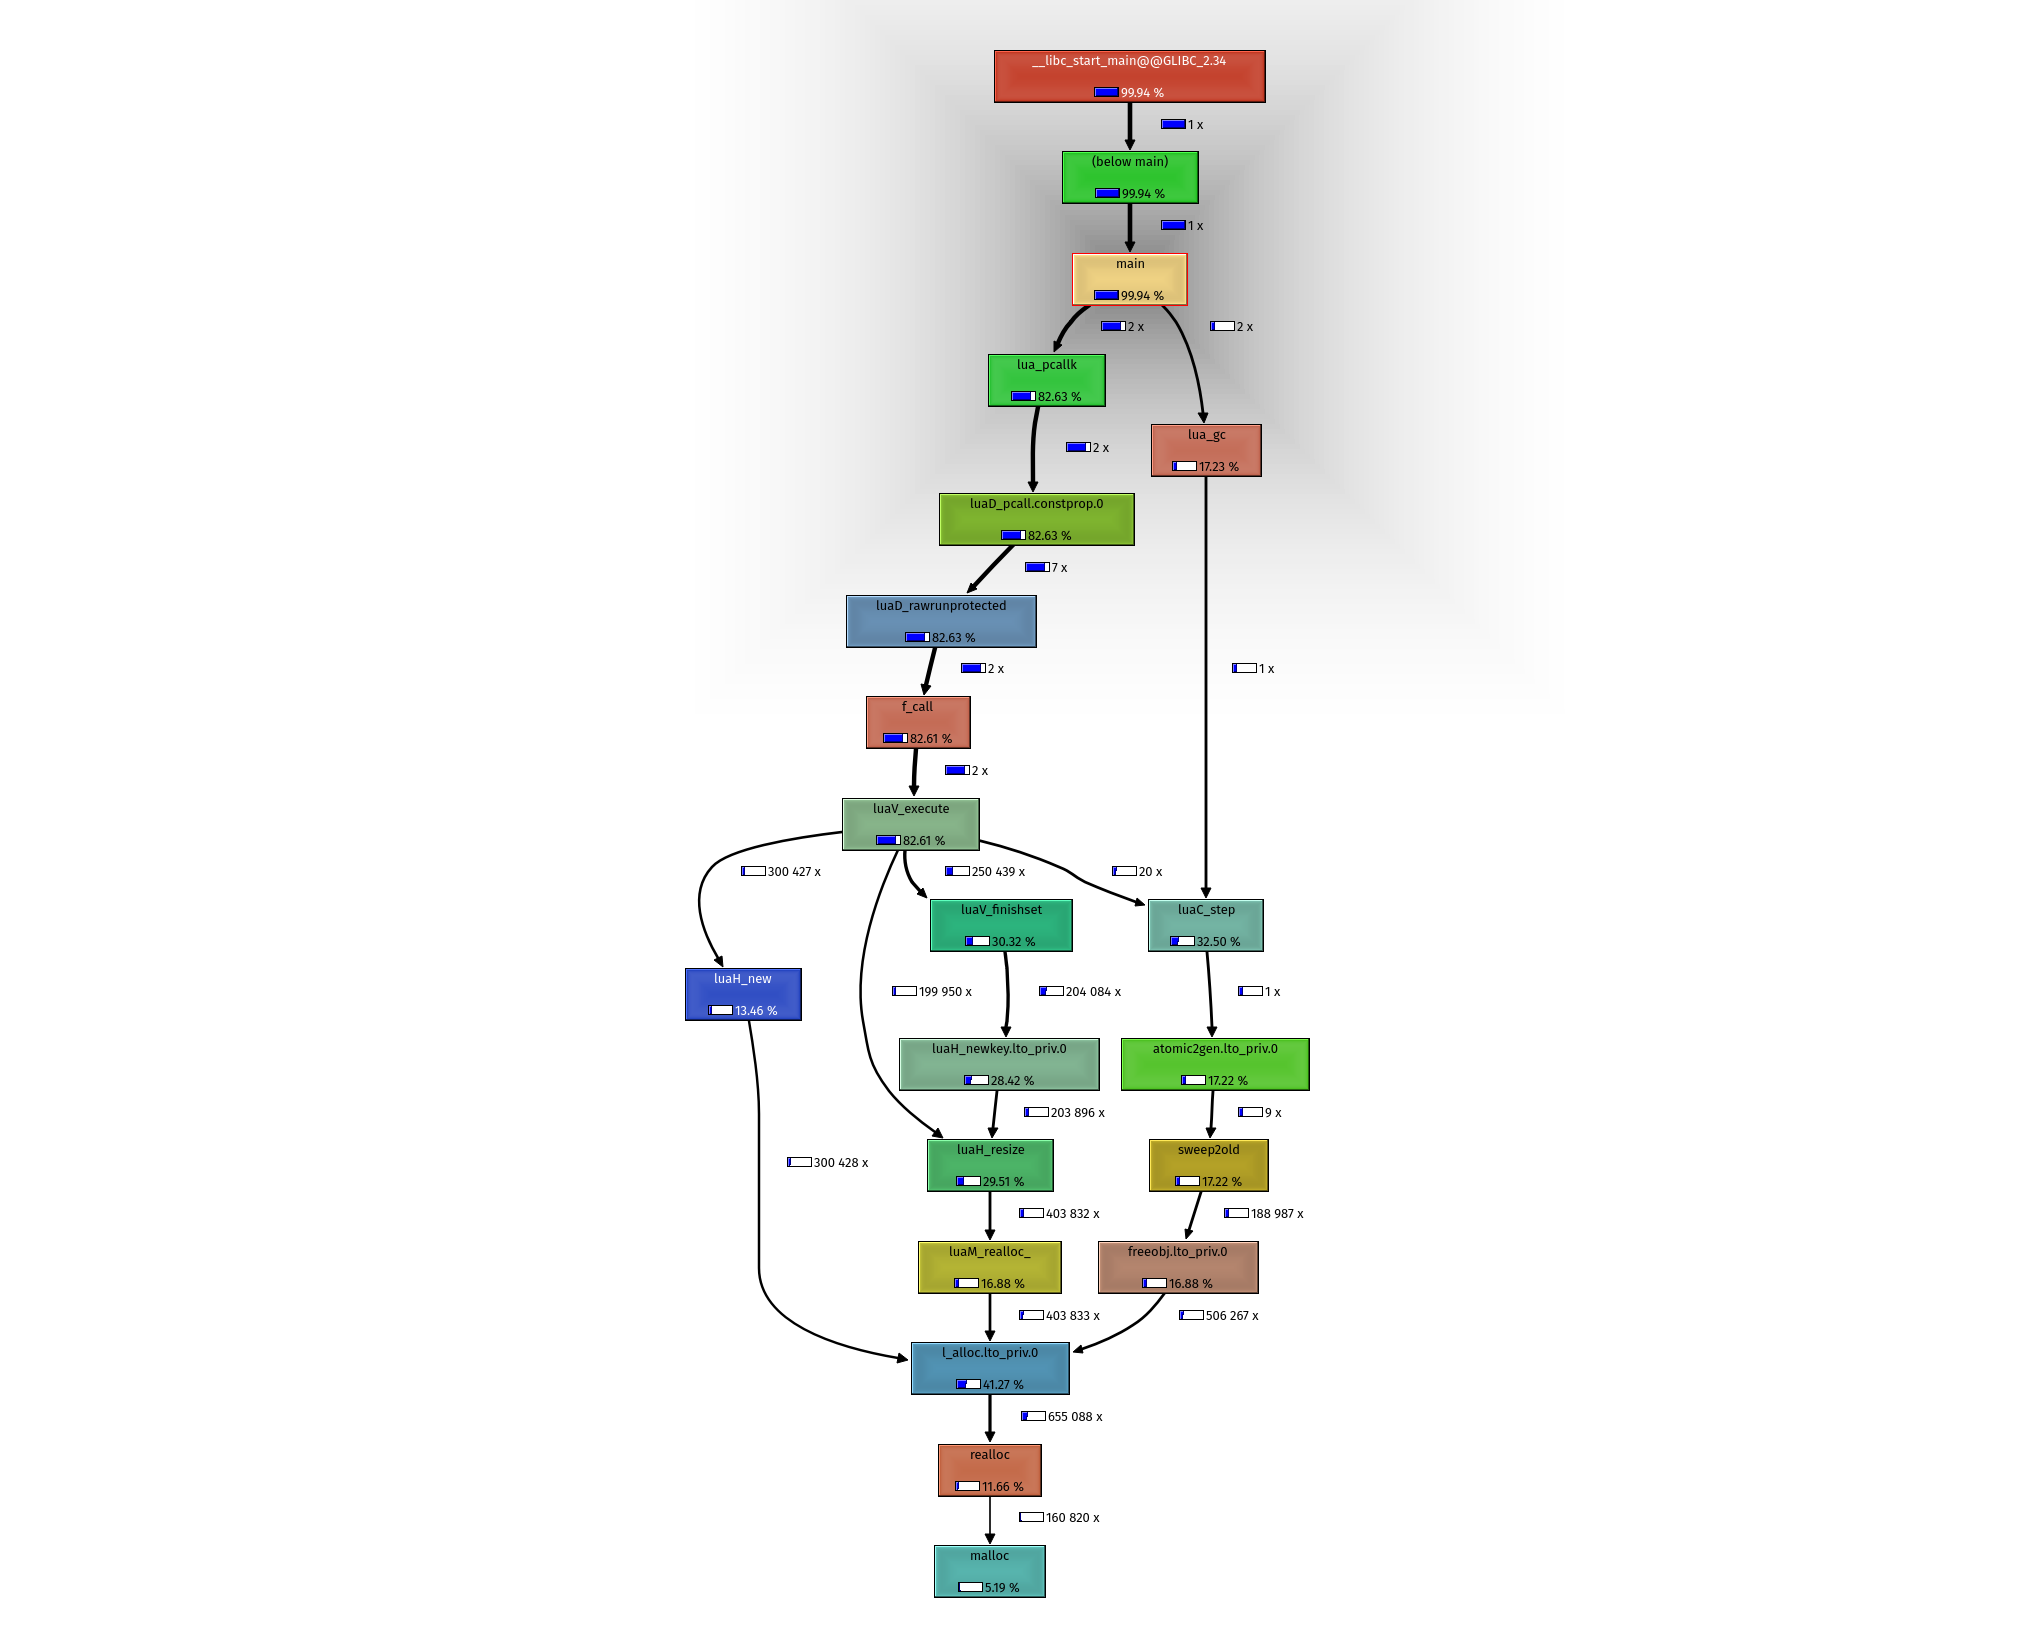 __libc_start_main@@GLIBC_2.34
99.94 %
1 x
(below main)
99.94 %
1 x
main
99.94 %
2 x
2 x
lua_pcallk
82.63 %
lua_gc
17.23 %
2 x
luaD_pcall.constprop.0
82.63 %
7 x
luaD_rawrunprotected
82.63 %
2 x
1 x
f_call
82.61 %
2 x
luaV_execute
82.61 %
300 427 x
250 439 x
20 x
luaV_finishset
30.32 %
luaC_step
32.50 %
luaH_new
13.46 %
199 950 x
204 084 x
1 x
luaH_newkey.lto_priv.0
28.42 %
atomic2gen.lto_priv.0
17.22 %
203 896 x
9 x
luaH_resize
29.51 %
sweep2old
17.22 %
300 428 x
403 832 x
188 987 x
luaM_realloc_
16.88 %
freeobj.lto_priv.0
16.88 %
403 833 x
506 267 x
l_alloc.lto_priv.0
41.27 %
655 088 x
realloc
11.66 %
160 820 x
malloc
5.19 %